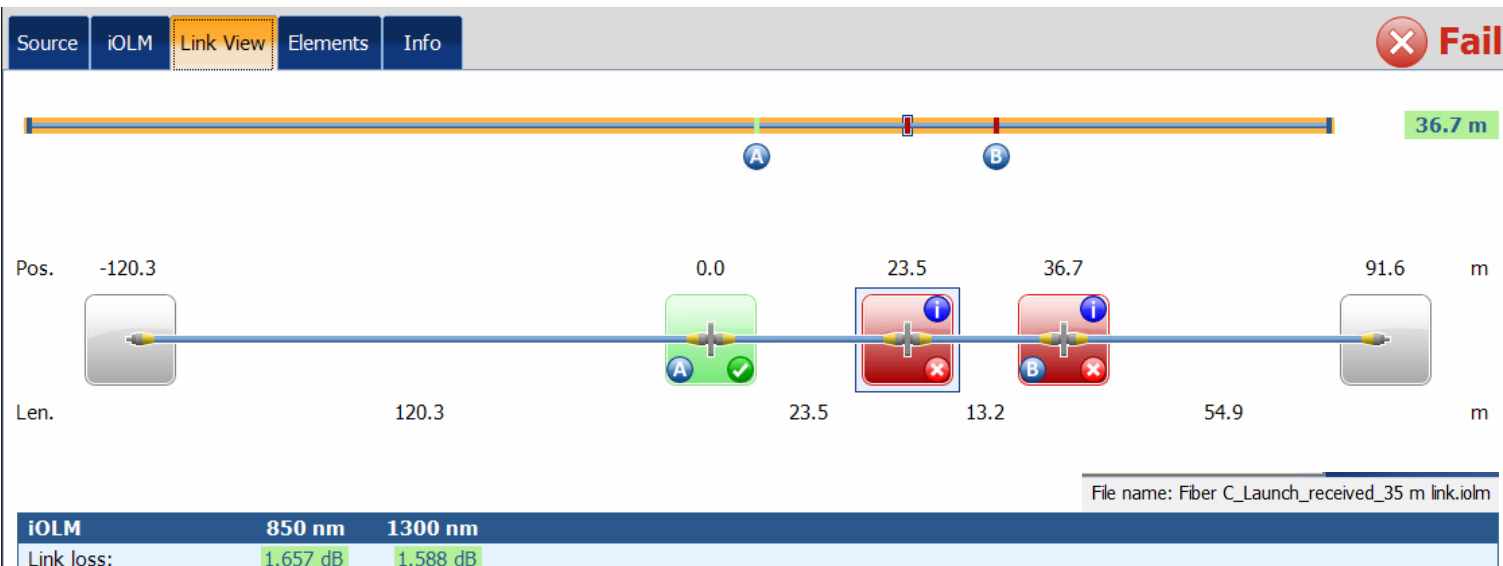 Source iOLM Link View Elements Info Fail
36.7 m
A B
Pos. -120.3 0.0 23.5 36.7 91.6 m
i i
A B
Len. 120.3 23.5 13.2 54.9 m
File name: Fiber C_Launch_received_35 m link.iolm
iOLM 850 nm 1300 nm
Link loss: 1.657 dB 1.588 dB